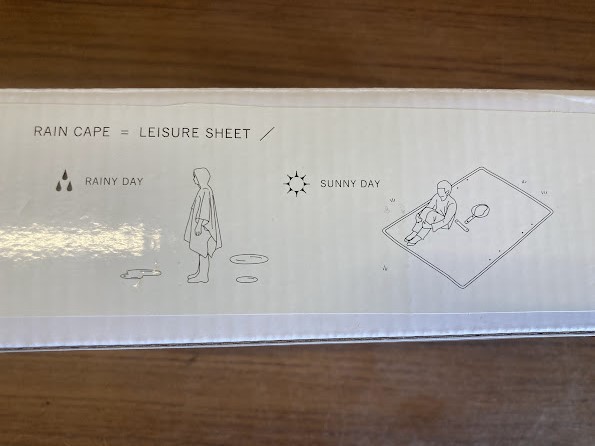 RAIN CAPE = LEISURE SHEET /
RAINY DAY
SUNNY DAY